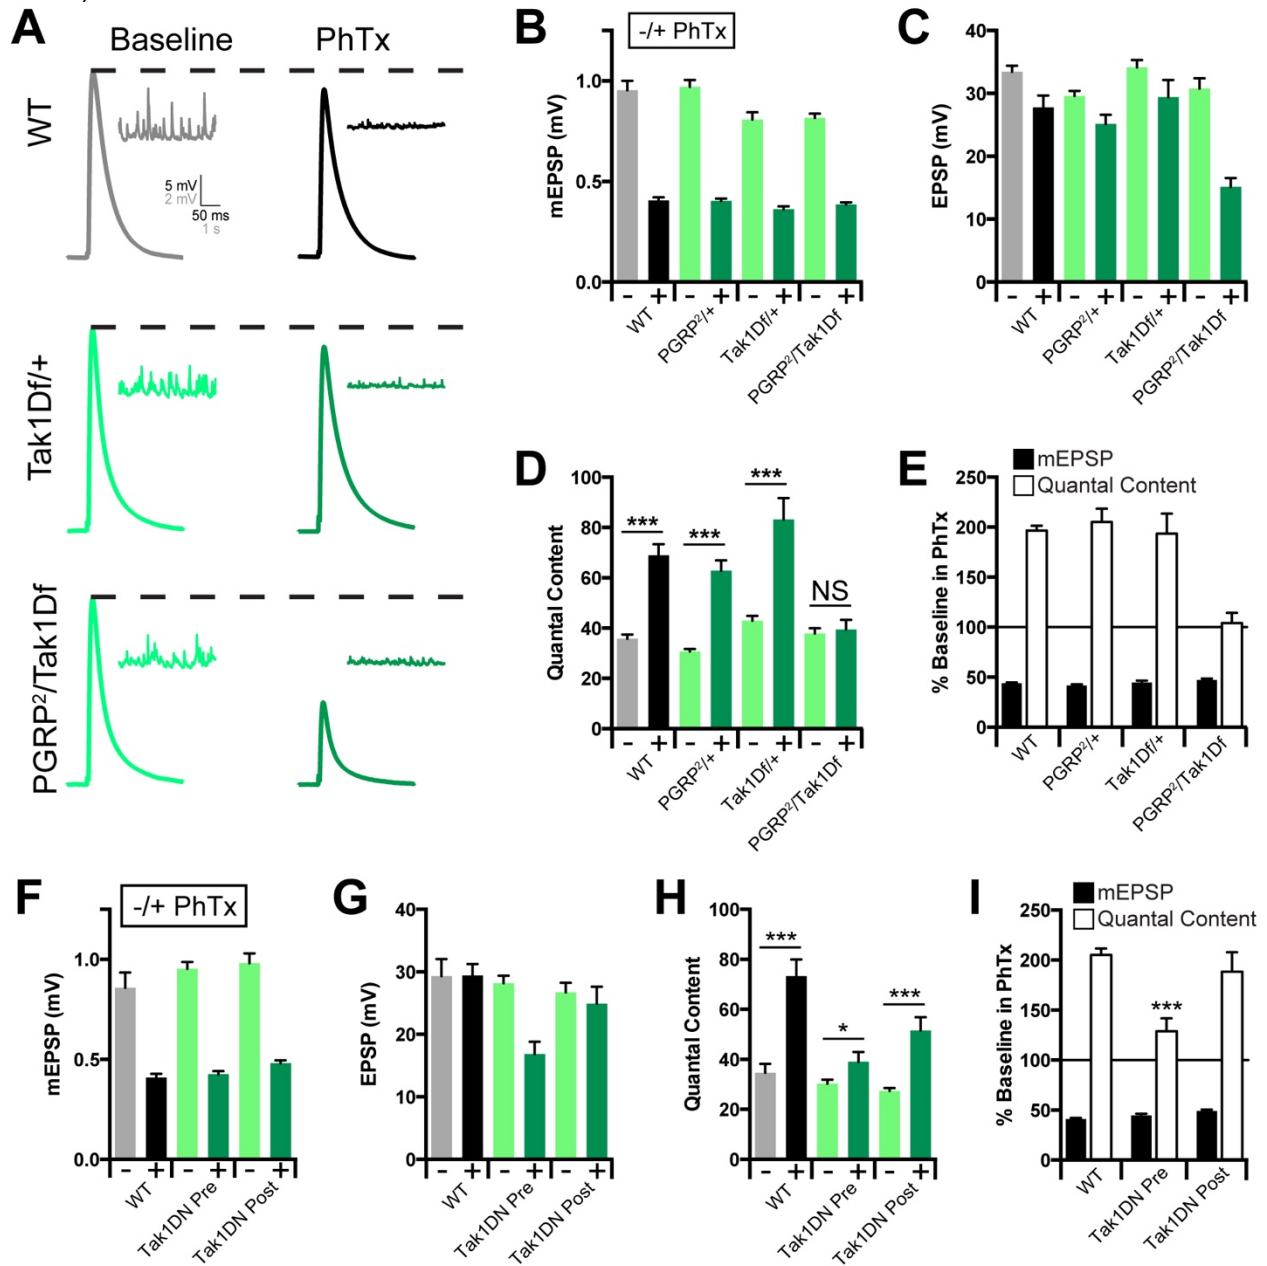 A
Baseline
PhTx
WT
5 mV
2 mV
50 ms
1 s
Tak1Df/+
PGRP²/Tak1Df
B
-/+ PhTx
mEPSP (mV)
1.0
0.5
0.0
- + - + - + - +
WT
PGRP²/+
Tak1Df/+
PGRP²/Tak1Df
C
EPSP (mV)
40
30
20
10
0
- + - + - + - +
WT
PGRP²/+
Tak1Df/+
PGRP²/Tak1Df
D
Quantal Content
100
80
60
40
20
0
***
***
***
NS
- + - + - + - +
WT
PGRP²/+
Tak1Df/+
PGRP²/Tak1Df
E
mEPSP
Quantal Content
% Baseline in PhTx
250
200
150
100
50
0
WT
PGRP²/+
Tak1Df/+
PGRP²/Tak1Df
F
-/+ PhTx
mEPSP (mV)
1.0
0.5
0.0
- + - + - +
WT
Tak1DN Pre
Tak1DN Post
G
EPSP (mV)
40
30
20
10
0
- + - + - +
WT
Tak1DN Pre
Tak1DN Post
H
Quantal Content
100
80
60
40
20
0
***
*
***
- + - + - +
WT
Tak1DN Pre
Tak1DN Post
I
mEPSP
Quantal Content
% Baseline in PhTx
250
200
150
100
50
0
***
WT
Tak1DN Pre
Tak1DN Post